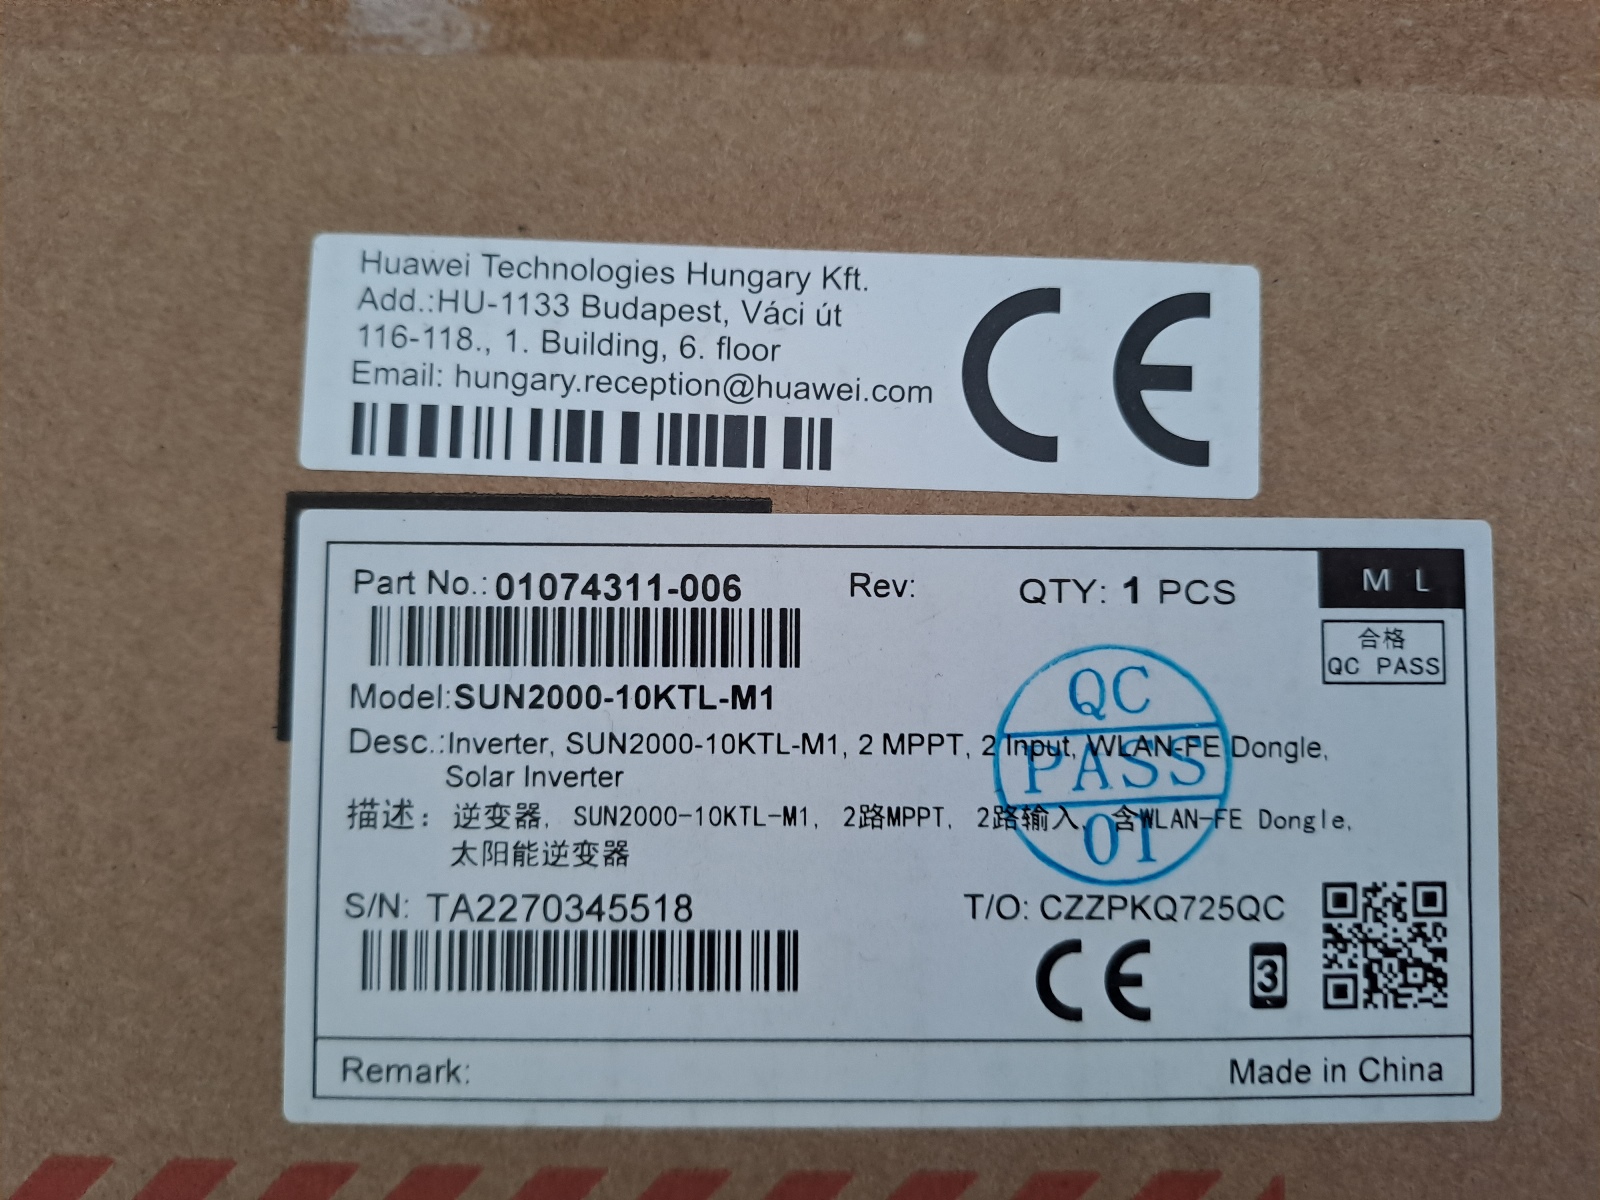 Huawei Technologies Hungary Kft.
Add.:HU-1133 Budapest, Váci út
116-118., 1. Building, 6. floor
Email: hungary.reception@huawei.com
CE
Part No.: 01074311-006 Rev: QTY: 1 PCS
M L
合格
QC PASS
Model:SUN2000-10KTL-M1
QC
PASS
01
Desc.:Inverter, SUN2000-10KTL-M1, 2 MPPT, 2 Input, WLAN-FE Dongle,
Solar Inverter
描述: 逆变器, SUN2000-10KTL-M1, 2路MPPT, 2路输入, 含WLAN-FE Dongle,
太阳能逆变器
S/N: TA2270345518 T/O: CZZPKQ725QC
CE
3
Remark: Made in China